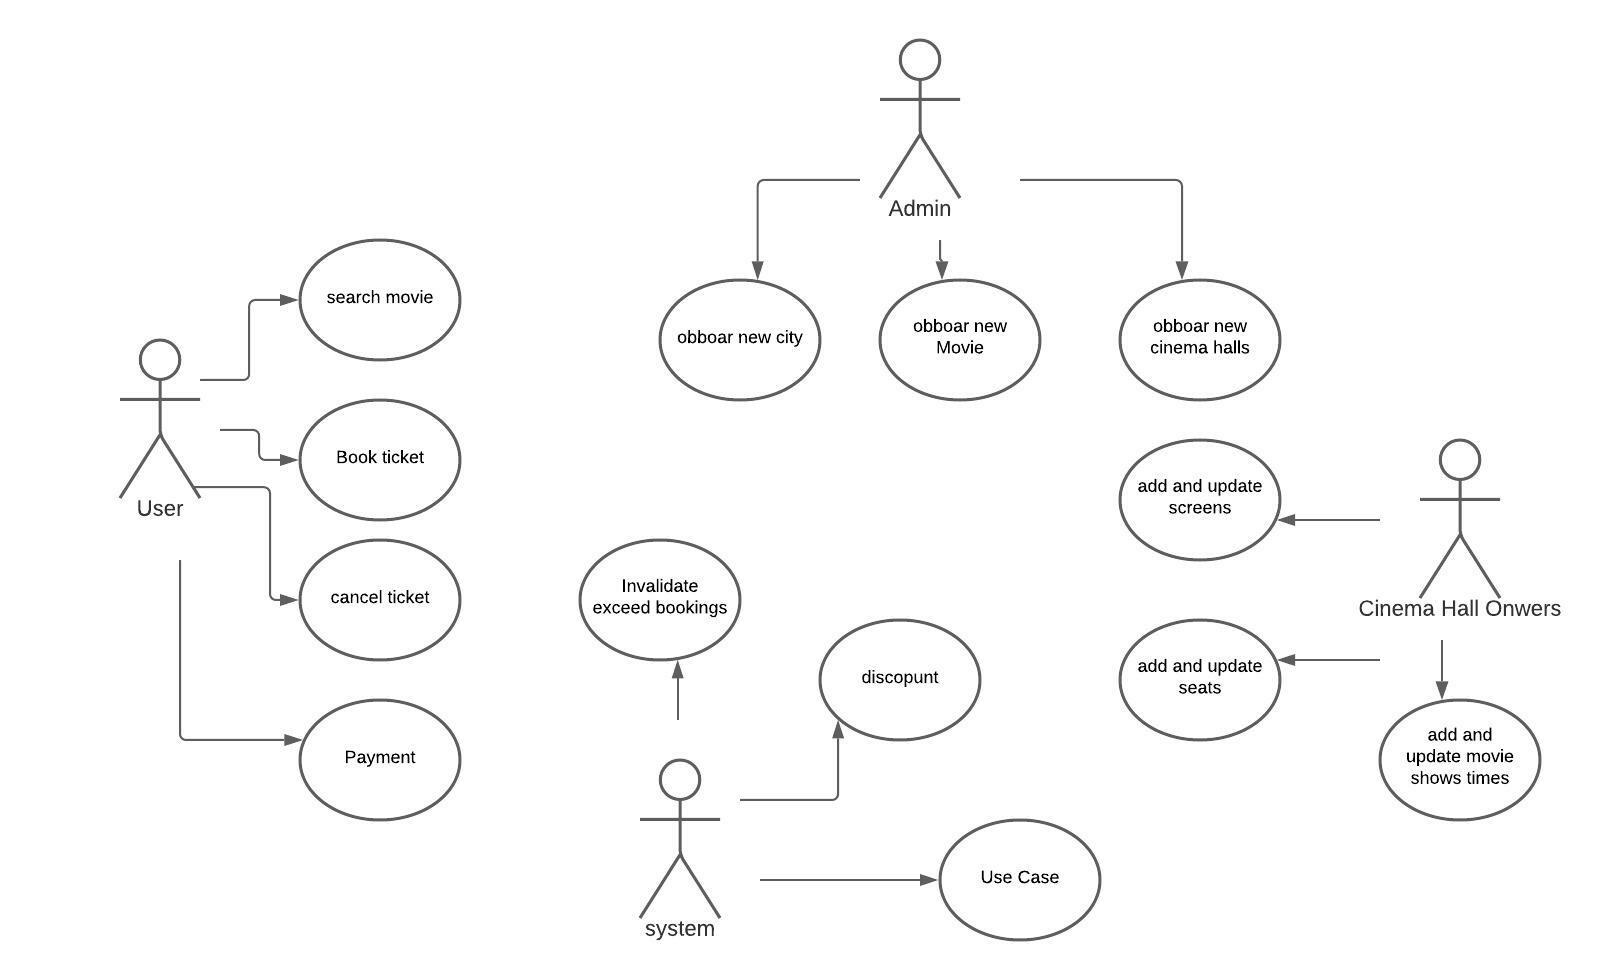 Admin
obboar new city
obboar new
Movie
obboar new
cinema halls
search movie
Book ticket
User
cancel ticket
Payment
add and update
screens
Cinema Hall Onwers
add and update
seats
add and
update movie
shows times
Invalidate
exceed bookings
discopunt
Use Case
system